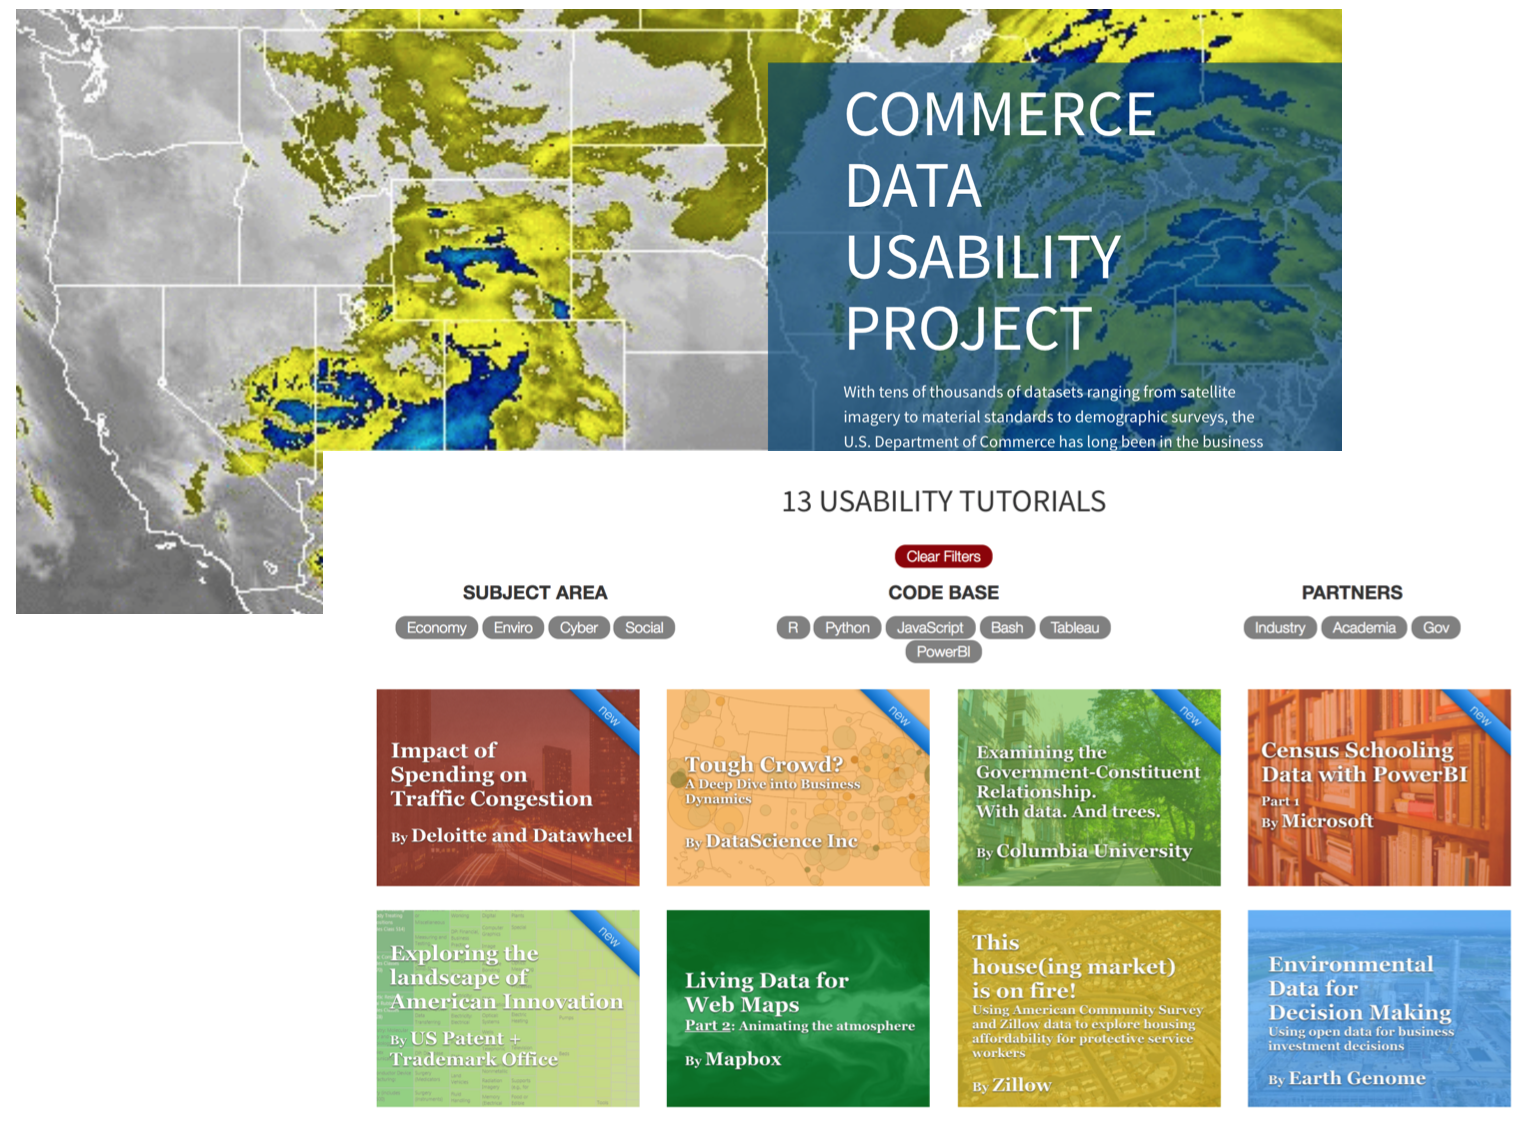 COMMERCE
DATA
USABILITY
PROJECT
With tens of thousands of datasets ranging from satellite
imagery to material standards to demographic surveys, the
U.S. Department of Commerce has long been in the business
13 USABILITY TUTORIALS
Clear Filters
SUBJECT AREA
Economy Enviro Cyber Social
CODE BASE
R Python JavaScript Bash Tableau
PowerBI
PARTNERS
Industry Academia Gov
new
Impact of
Spending on
Traffic Congestion
By Deloitte and Datawheel
new
Tough Crowd?
A Deep Dive into Business
Dynamics
By DataScience Inc
new
Examining the
Government-Constituent
Relationship.
With data. And trees.
By Columbia University
new
Census Schooling
Data with PowerBI
Part 1
By Microsoft
new
Exploring the
landscape of
American Innovation
By US Patent +
Trademark Office
Living Data for
Web Maps
Part 2: Animating the atmosphere
By Mapbox
This
house(ing market)
is on fire!
Using American Community Survey
and Zillow data to explore housing
affordability for protective service
workers
By Zillow
Environmental
Data for
Decision Making
Using open data for business
investment decisions
By Earth Genome